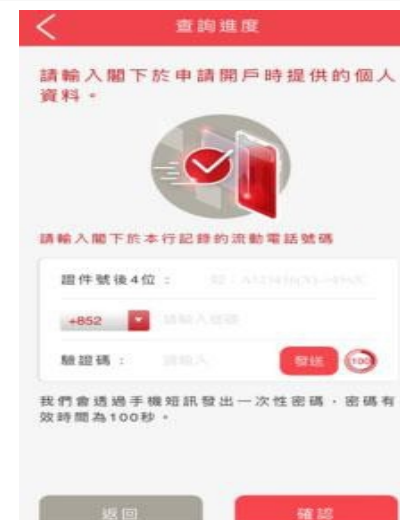 查詢進度
請輸入閣下於申請開戶時提供的個人
資料。
請輸入閣下於本行記錄的流動電話號碼
證件號後4位：
+852 請輸入號碼
驗證碼： 請輸入 發送 100
我們會透過手機短訊發出一次性密碼，密碼有
效時間為100秒。
返回 確認